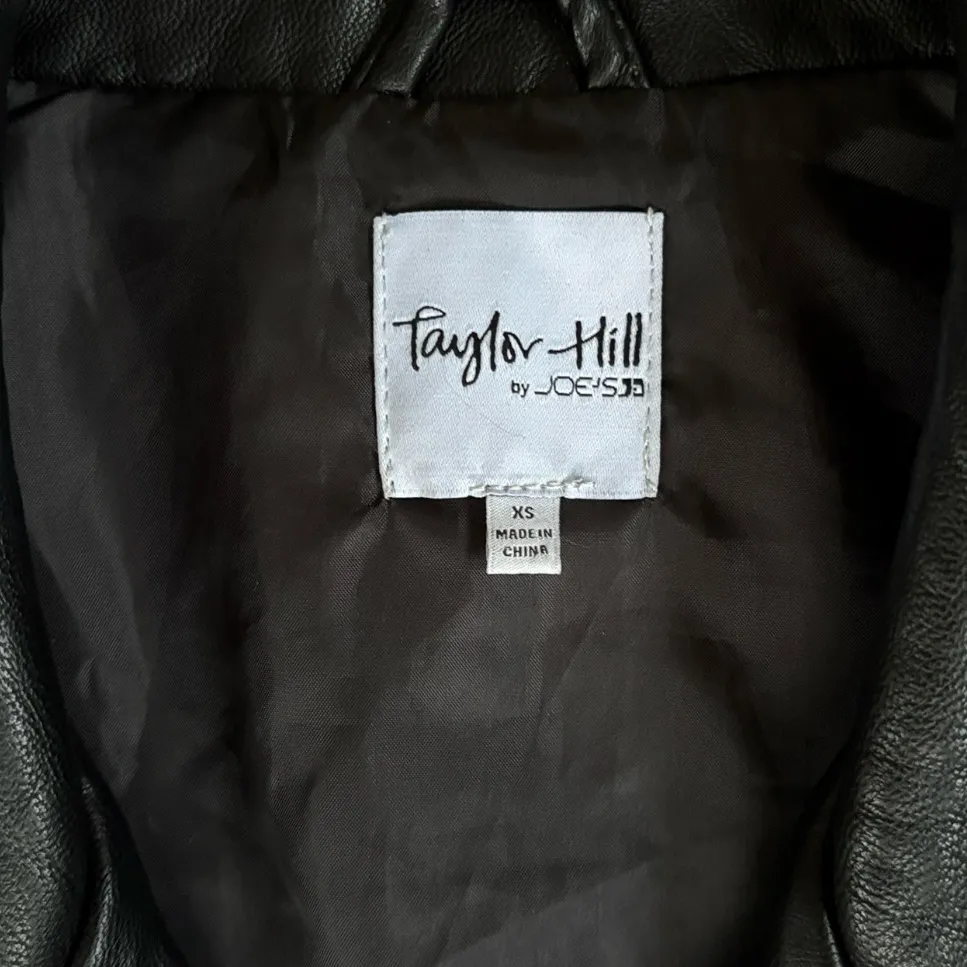 Taylor Hill
by JOE'S
XS
MADE IN
CHINA